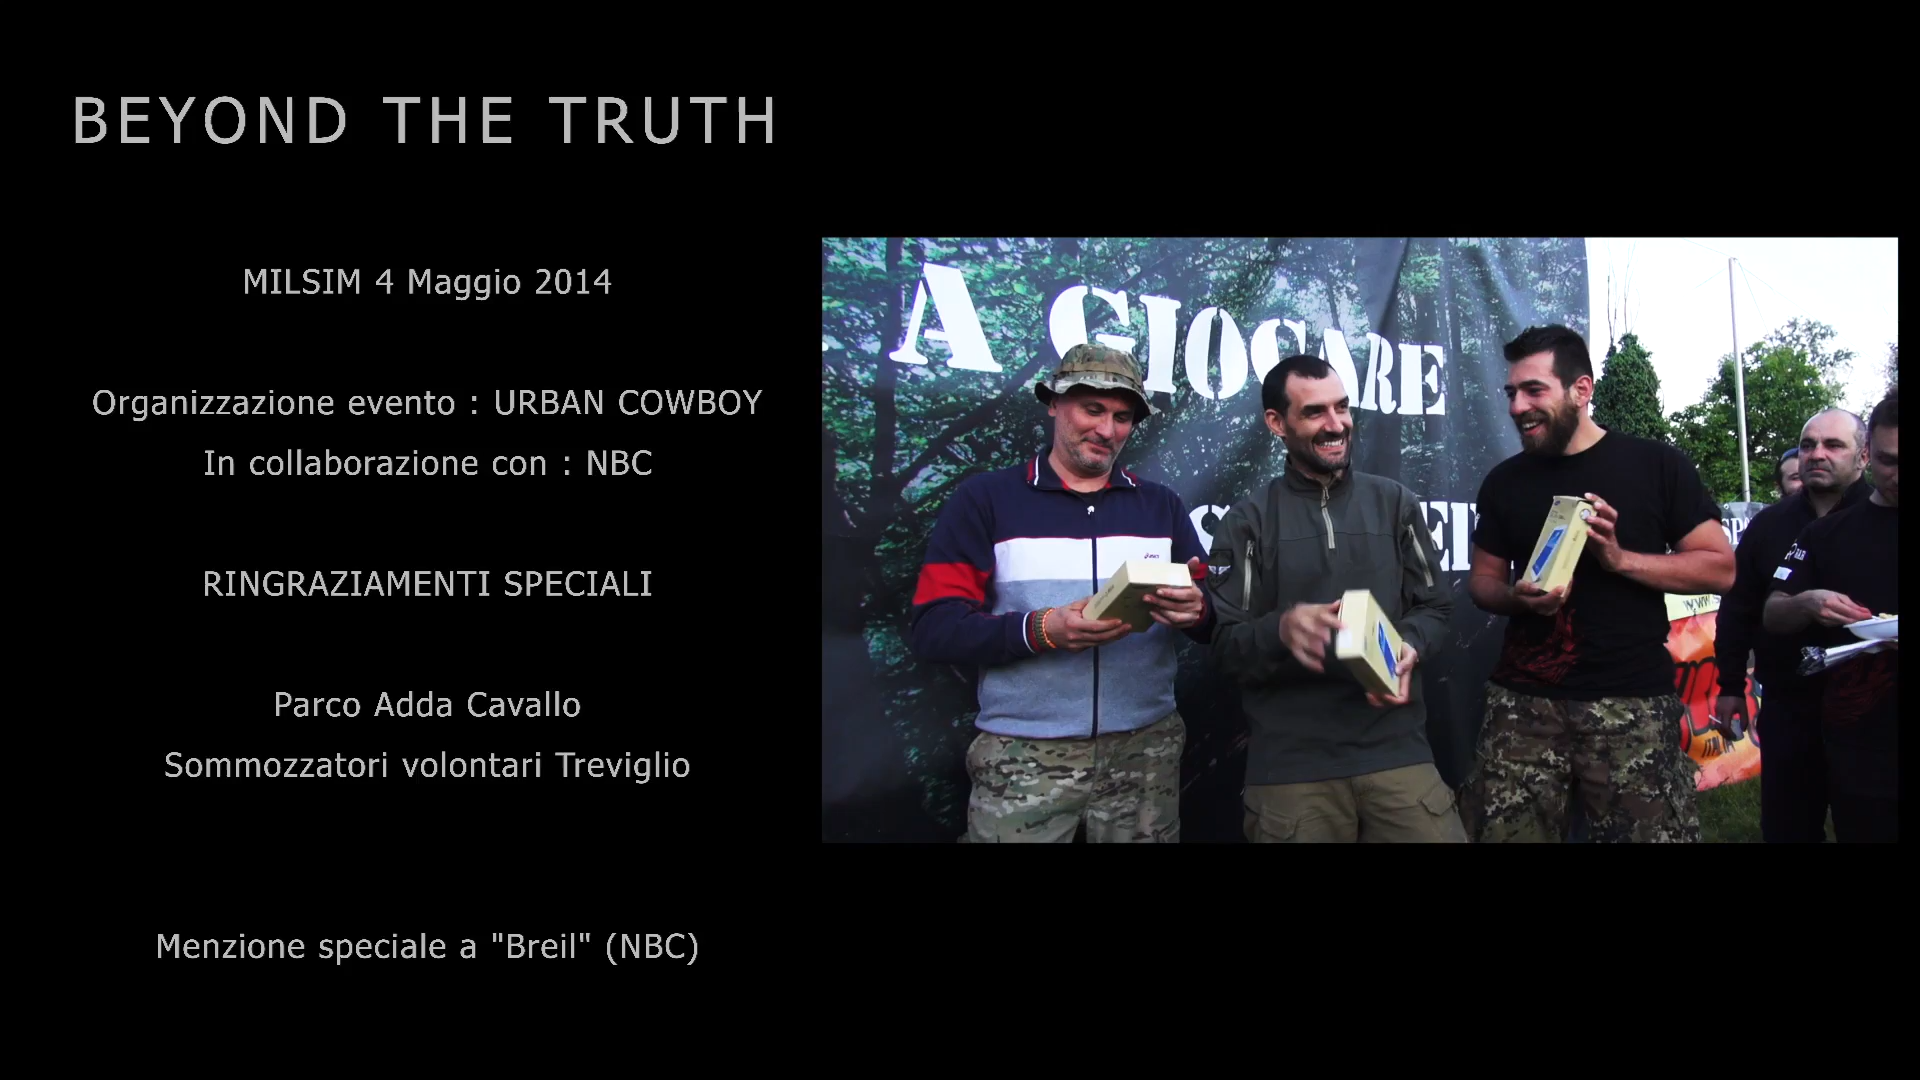 BEYOND THE TRUTH
MILSIM 4 Maggio 2014
Organizzazione evento : URBAN COWBOY
In collaborazione con : NBC
RINGRAZIAMENTI SPECIALI
Parco Adda Cavallo
Sommozzatori volontari Treviglio
Menzione speciale a "Breil" (NBC)
A GIOCARE
ITALIA